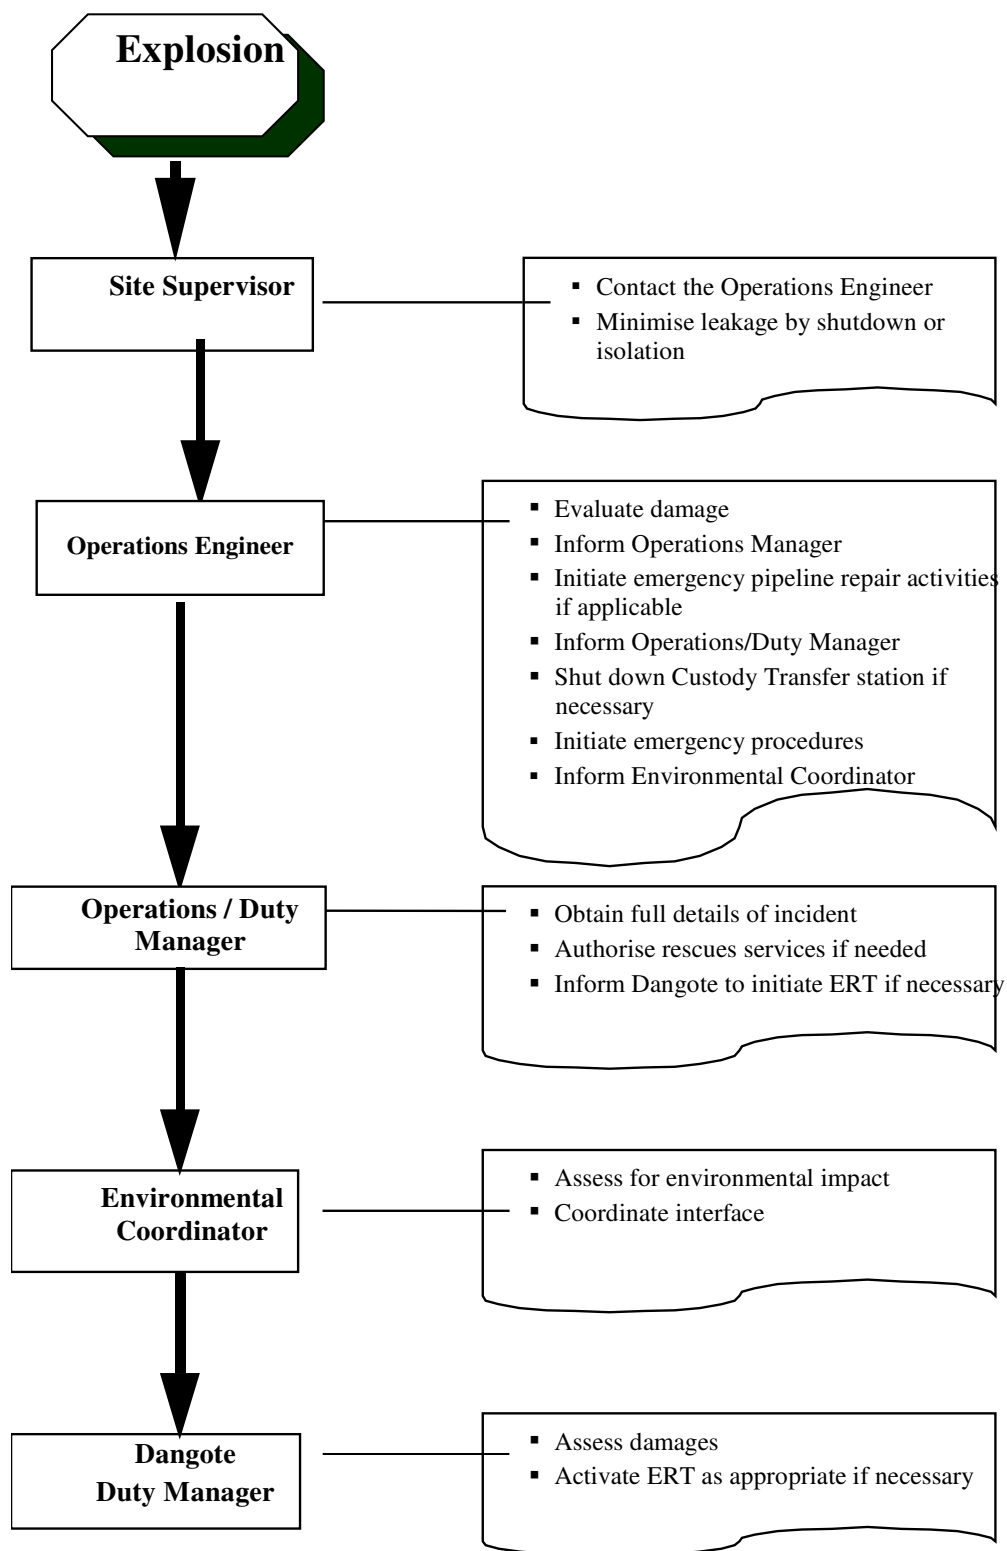 Explosion
Site Supervisor
▪ Contact the Operations Engineer
▪ Minimise leakage by shutdown or
isolation
Operations Engineer
▪ Evaluate damage
▪ Inform Operations Manager
▪ Initiate emergency pipeline repair activities
if applicable
▪ Inform Operations/Duty Manager
▪ Shut down Custody Transfer station if
necessary
▪ Initiate emergency procedures
▪ Inform Environmental Coordinator
Operations / Duty
Manager
▪ Obtain full details of incident
▪ Authorise rescues services if needed
▪ Inform Dangote to initiate ERT if necessary
Environmental
Coordinator
▪ Assess for environmental impact
▪ Coordinate interface
Dangote
Duty Manager
▪ Assess damages
▪ Activate ERT as appropriate if necessary